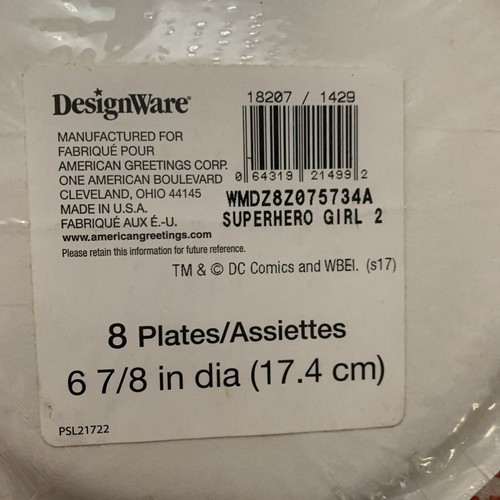 DesignWare®
MANUFACTURED FOR
FABRIQUÉ POUR
AMERICAN GREETINGS CORP.
ONE AMERICAN BOULEVARD
CLEVELAND, OHIO 44145
MADE IN U.S.A.
FABRIQUÉ AUX É.-U.
www.americangreetings.com
Please retain this information for future reference.
18207 / 1429
0 64319 21499 2
WMDZ8Z075734A
SUPERHERO GIRL 2
TM & © DC Comics and WBEI. (s17)
8 Plates/Assiettes
6 7/8 in dia (17.4 cm)
PSL21722